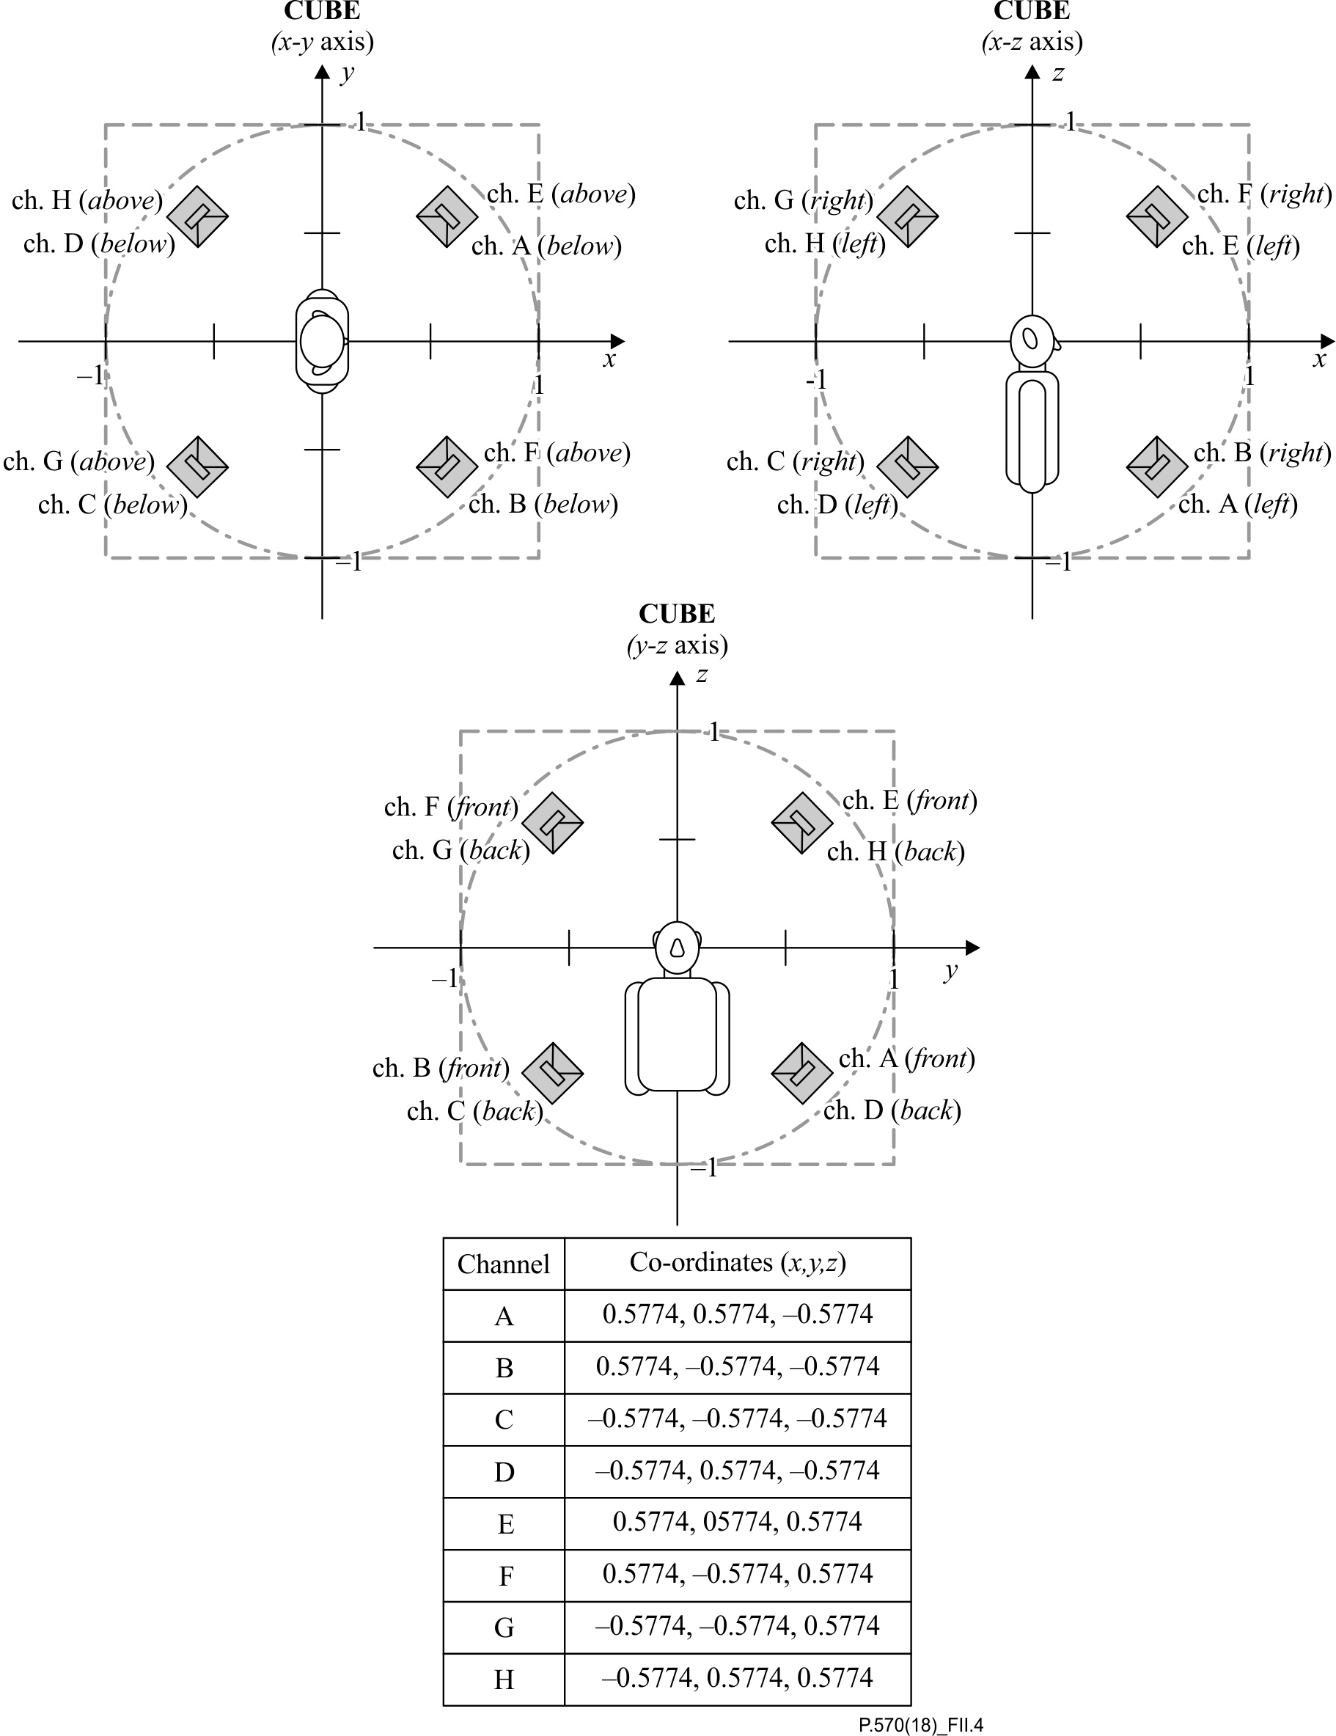 CUBE
(x-y axis)
y
1
ch. H (above)
ch. E (above)
ch. D (below)
ch. A (below)
–1
1
x
ch. G (above)
ch. F (above)
ch. C (below)
ch. B (below)
–1
CUBE
(x-z axis)
z
1
ch. G (right)
ch. F (right)
ch. H (left)
ch. E (left)
-1
1
x
ch. C (right)
ch. B (right)
ch. D (left)
ch. A (left)
–1
CUBE
(y-z axis)
z
1
ch. F (front)
ch. E (front)
ch. G (back)
ch. H (back)
–1
1
y
ch. B (front)
ch. A (front)
ch. C (back)
ch. D (back)
–1
Channel Co-ordinates (x,y,z)
A 0.5774, 0.5774, –0.5774
B 0.5774, –0.5774, –0.5774
C –0.5774, –0.5774, –0.5774
D –0.5774, 0.5774, –0.5774
E 0.5774, 05774, 0.5774
F 0.5774, –0.5774, 0.5774
G –0.5774, –0.5774, 0.5774
H –0.5774, 0.5774, 0.5774
P.570(18)_FII.4